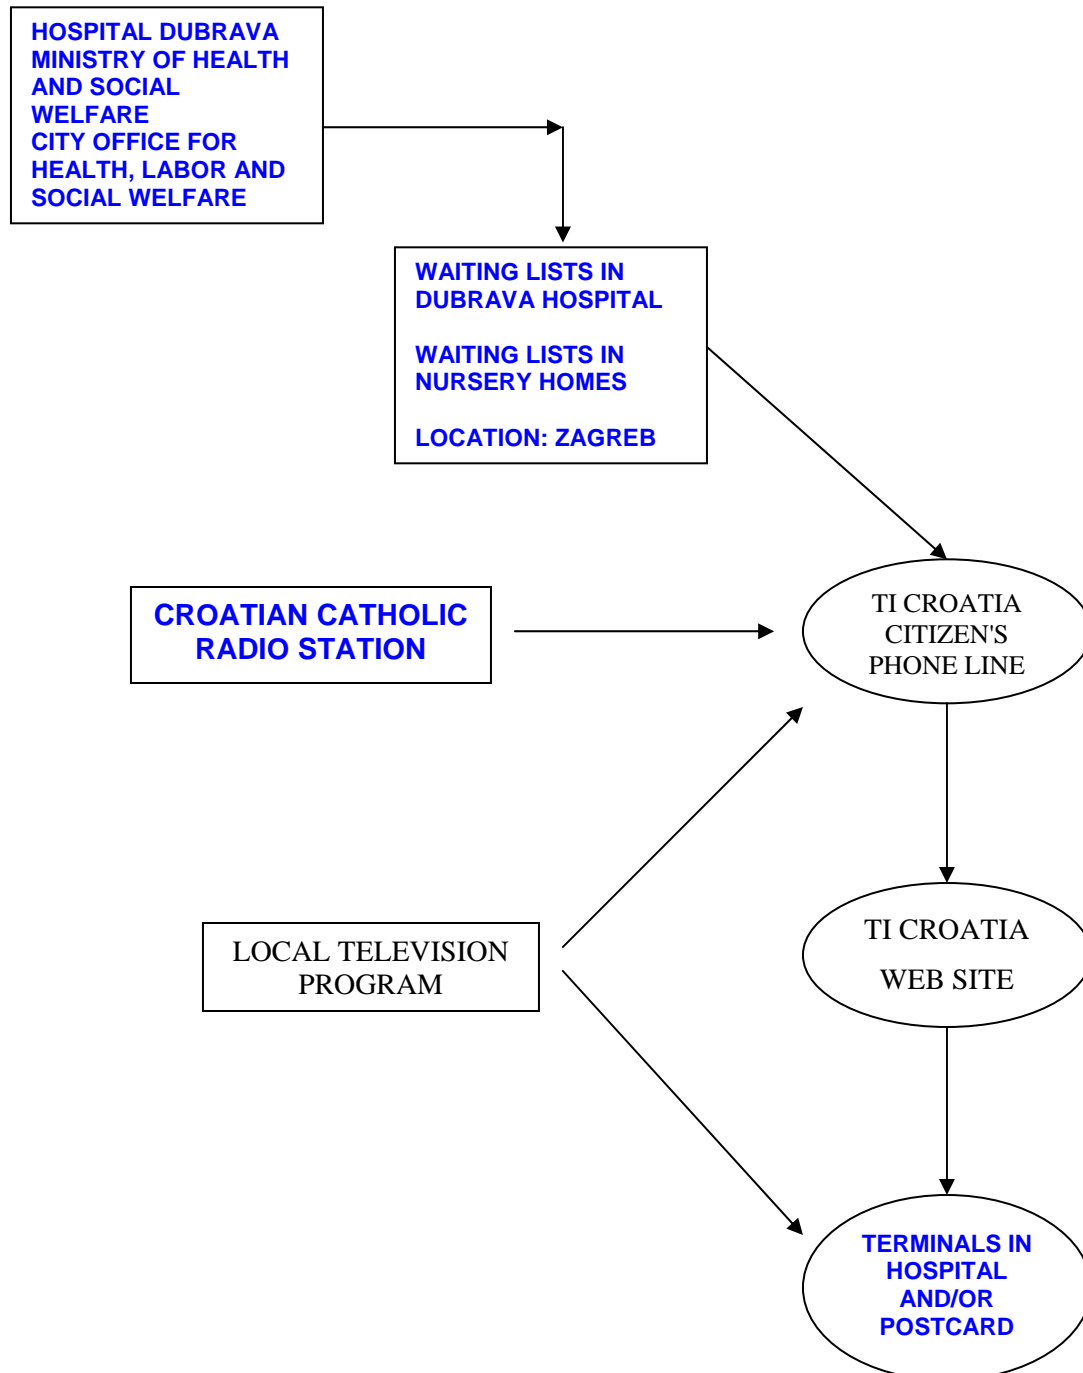 HOSPITAL DUBRAVA
MINISTRY OF HEALTH
AND SOCIAL
WELFARE
CITY OFFICE FOR
HEALTH, LABOR AND
SOCIAL WELFARE
WAITING LISTS IN
DUBRAVA HOSPITAL
WAITING LISTS IN
NURSERY HOMES
LOCATION: ZAGREB
CROATIAN CATHOLIC
RADIO STATION
TI CROATIA
CITIZEN'S
PHONE LINE
LOCAL TELEVISION
PROGRAM
TI CROATIA
WEB SITE
TERMINALS IN
HOSPITAL
AND/OR
POSTCARD